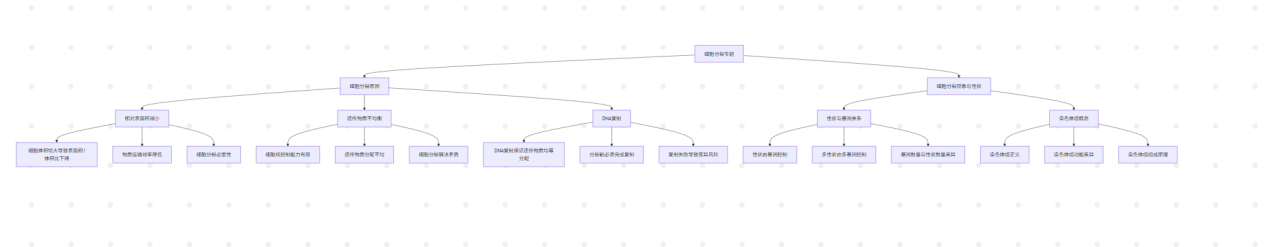 细胞分裂专题
细胞分裂原因
细胞分裂现象与性状
相对表面积减小
遗传物质不均衡
DNA复制
性状与基因关系
染色体组概念
细胞体积增大导致表面积/
体积比下降
物质运输效率降低
细胞分裂必要性
细胞核控制能力有限
遗传物质分配不均
细胞分裂解决矛盾
DNA复制保证遗传物质均等
分配
分裂前必须完成复制
复制失败导致变异风险
性状由基因控制
多性状由多基因控制
基因数量与性状数量差异
染色体组定义
染色体组功能差异
染色体组组成原理